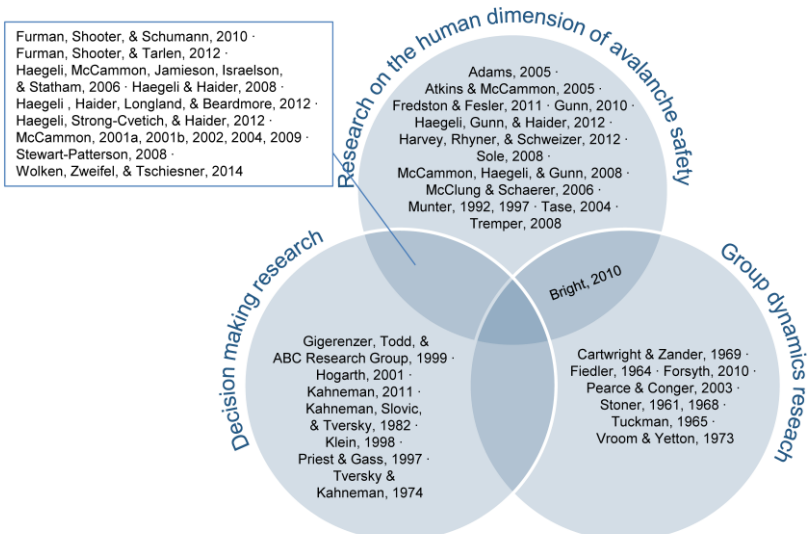 Furman, Shooter, & Schumann, 2010 ·
Furman, Shooter, & Tarlen, 2012 ·
Haegeli, McCammon, Jamieson, Israelson,
& Statham, 2006 · Haegeli & Haider, 2008 ·
Haegeli , Haider, Longland, & Beardmore, 2012 ·
Haegeli, Strong-Cvetich, & Haider, 2012 ·
McCammon, 2001a, 2001b, 2002, 2004, 2009 ·
Stewart-Patterson, 2008 ·
Wolken, Zweifel, & Tschiesner, 2014
Research on the human dimension of avalanche safety
Adams, 2005 ·
Atkins & McCammon, 2005 ·
Fredston & Fesler, 2011 · Gunn, 2010 ·
Haegeli, Gunn, & Haider, 2012 ·
Harvey, Rhyner, & Schweizer, 2012 ·
Sole, 2008 ·
McCammon, Haegeli, & Gunn, 2008 ·
McClung & Schaerer, 2006 ·
Munter, 1992, 1997 · Tase, 2004 ·
Tremper, 2008
Bright, 2010
Decision making research
Gigerenzer, Todd, &
ABC Research Group, 1999 ·
Hogarth, 2001 ·
Kahneman, 2011 ·
Kahneman, Slovic,
& Tversky, 1982 ·
Klein, 1998 ·
Priest & Gass, 1997 ·
Tversky &
Kahneman, 1974
Group dynamics reseach
Cartwright & Zander, 1969 ·
Fiedler, 1964 · Forsyth, 2010 ·
Pearce & Conger, 2003 ·
Stoner, 1961, 1968 ·
Tuckman, 1965 ·
Vroom & Yetton, 1973